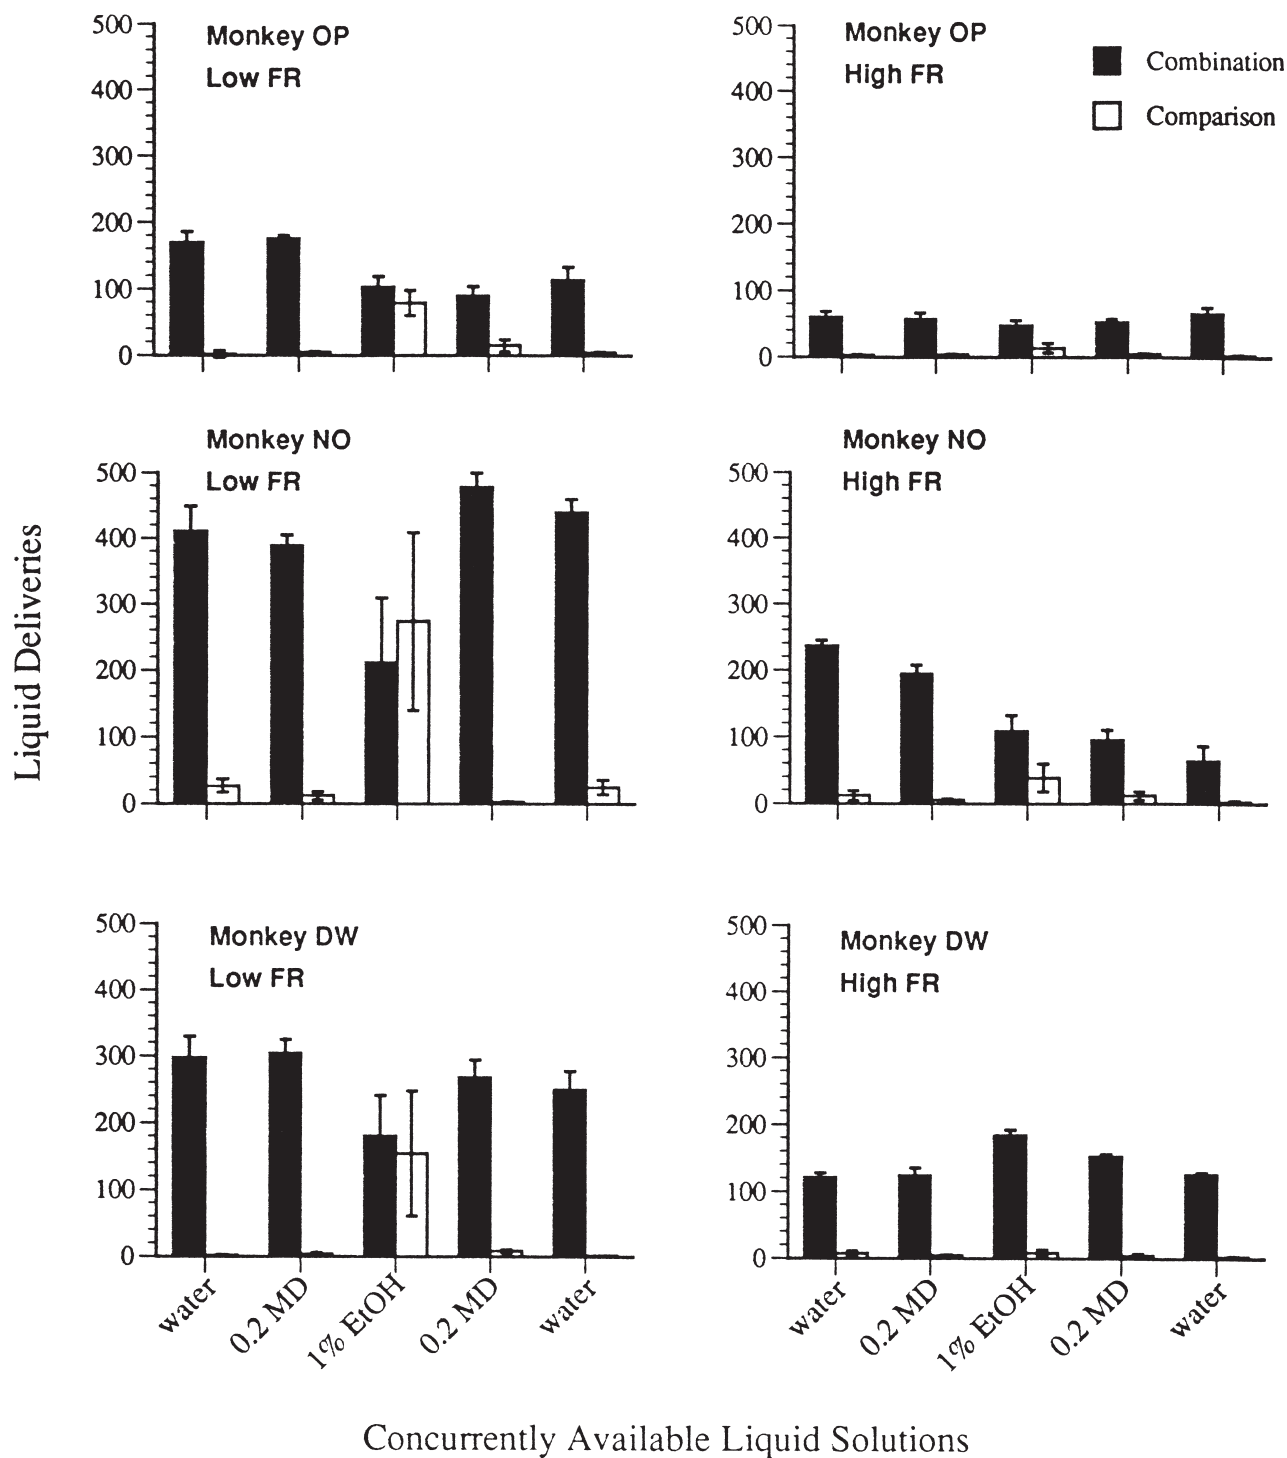 Monkey OP
Low FR
500
400
300
200
100
0
Monkey OP
High FR
500
400
300
200
100
0
Combination
Comparison
Monkey NO
Low FR
500
400
300
200
100
0
Monkey NO
High FR
500
400
300
200
100
0
Liquid Deliveries
Monkey DW
Low FR
500
400
300
200
100
0
Monkey DW
High FR
500
400
300
200
100
0
water
0.2 MD
1% EtOH
0.2 MD
water
water
0.2 MD
1% EtOH
0.2 MD
water
Concurrently Available Liquid Solutions